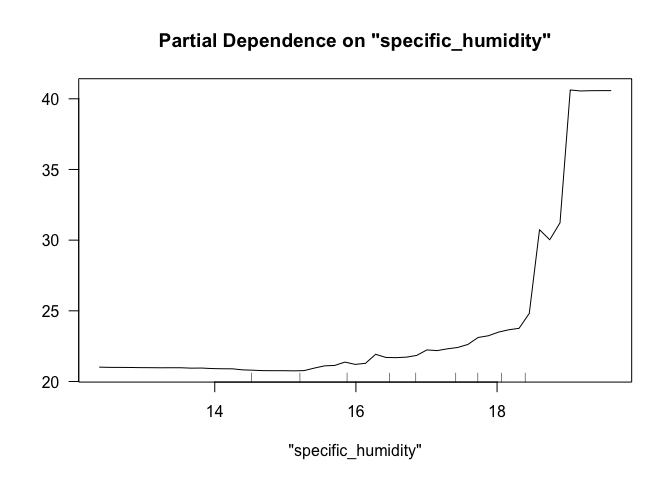 Partial Dependence on "specific_humidity"
40
35
30
25
20
14 16 18
"specific_humidity"